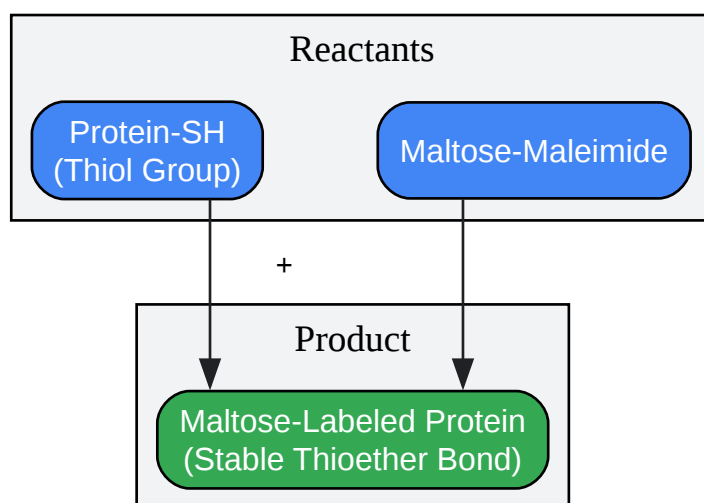 Reactants
Protein-SH
(Thiol Group)
Maltose-Maleimide
+
Product
Maltose-Labeled Protein
(Stable Thioether Bond)